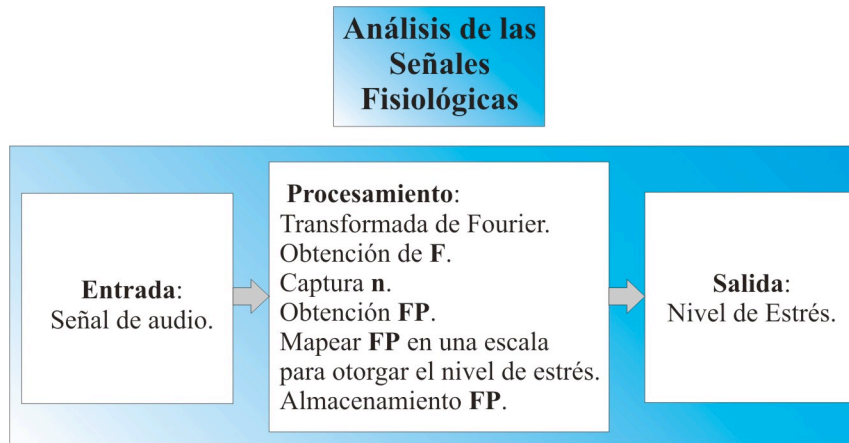 Análisis de las
Señales
Fisiológicas
Entrada:
Señal de audio.
Procesamiento:
Transformada de Fourier.
Obtención de F.
Captura n.
Obtención FP.
Mapear FP en una escala
para otorgar el nivel de estrés.
Almacenamiento FP.
Salida:
Nivel de Estrés.